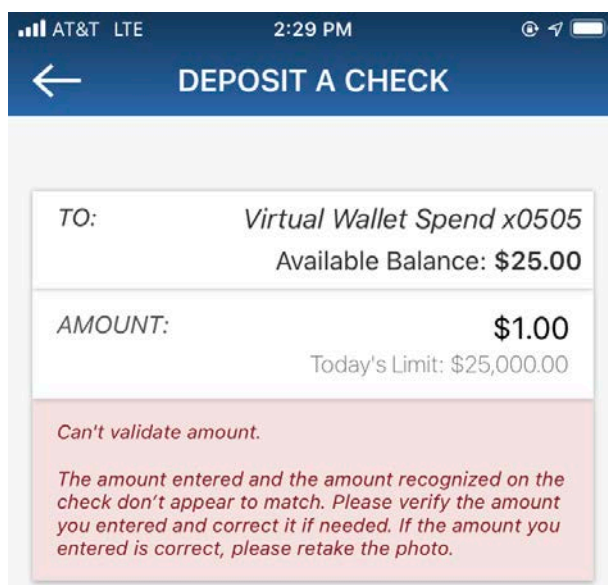 AT&T LTE 2:29 PM
DEPOSIT A CHECK
TO: Virtual Wallet Spend x0505
Available Balance: $25.00
AMOUNT: $1.00
Today's Limit: $25,000.00
Can't validate amount.
The amount entered and the amount recognized on the
check don't appear to match. Please verify the amount
you entered and correct it if needed. If the amount you
entered is correct, please retake the photo.